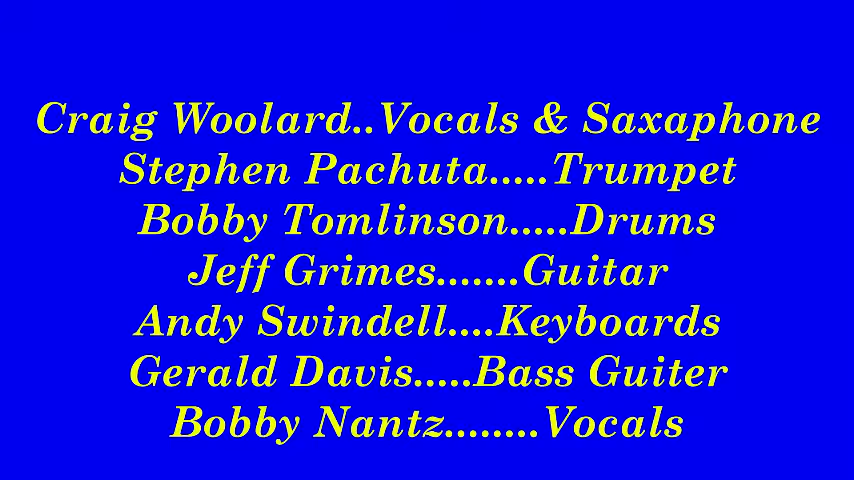 Craig Woolard..Vocals & Saxaphone
Stephen Pachuta.....Trumpet
Bobby Tomlinson.....Drums
Jeff Grimes.......Guitar
Andy Swindell....Keyboards
Gerald Davis.....Bass Guiter
Bobby Nantz........Vocals